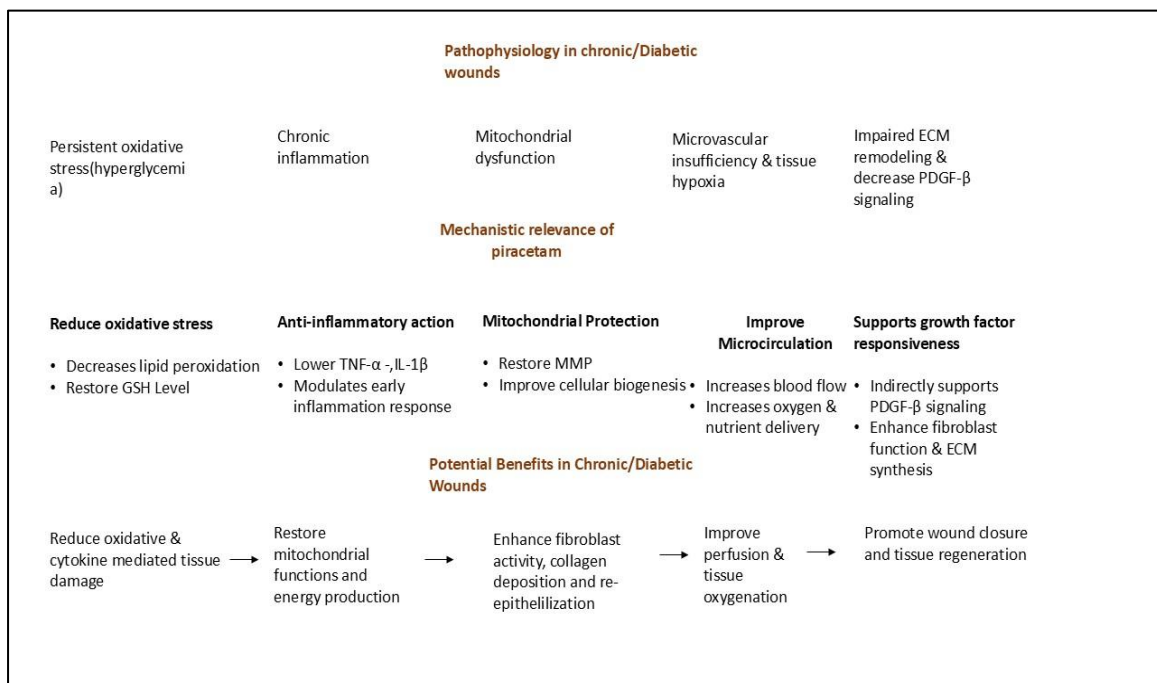 Pathophysiology in chronic/Diabetic
wounds
Persistent oxidative
stress(hyperglycemi
a)
Chronic
inflammation
Mitochondrial
dysfunction
Microvascular
insufficiency & tissue
hypoxia
Impaired ECM
remodeling &
decrease PDGF-β
signaling
Mechanistic relevance of
piracetam
Reduce oxidative stress
• Decreases lipid peroxidation
• Restore GSH Level
Anti-inflammatory action
• Lower TNF-α -,IL-1β
• Modulates early
inflammation response
Mitochondrial Protection
• Restore MMP
• Improve cellular biogenesis
Improve
Microcirculation
• Increases blood flow
• Increases oxygen &
nutrient delivery
Supports growth factor
responsiveness
• Indirectly supports
PDGF-β signaling
• Enhance fibroblast
function & ECM
synthesis
Potential Benefits in Chronic/Diabetic
Wounds
Reduce oxidative &
cytokine mediated tissue
damage
Restore
mitochondrial
functions and
energy production
Enhance fibroblast
activity, collagen
deposition and re-
epithelilization
Improve
perfusion &
tissue
oxygenation
Promote wound closure
and tissue regeneration